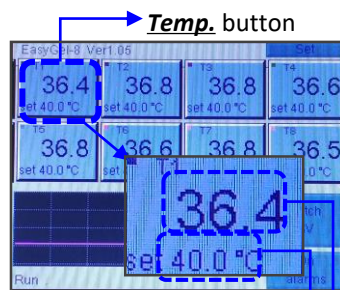 Temp. button
EasyGel-8 Ver1.05
Set
T1 T2 T3 T4
36.4 36.8 36.8 36.6
set 40.0 °C set 40.0 °C set 40.0 °C set 40.0 °C
T5 T6 T7 T8
36.8 36.6 36.8 36.5
set 40.0 °C set 40.0 °C
T1
36.4
set 40.0 °C
Run
alarms